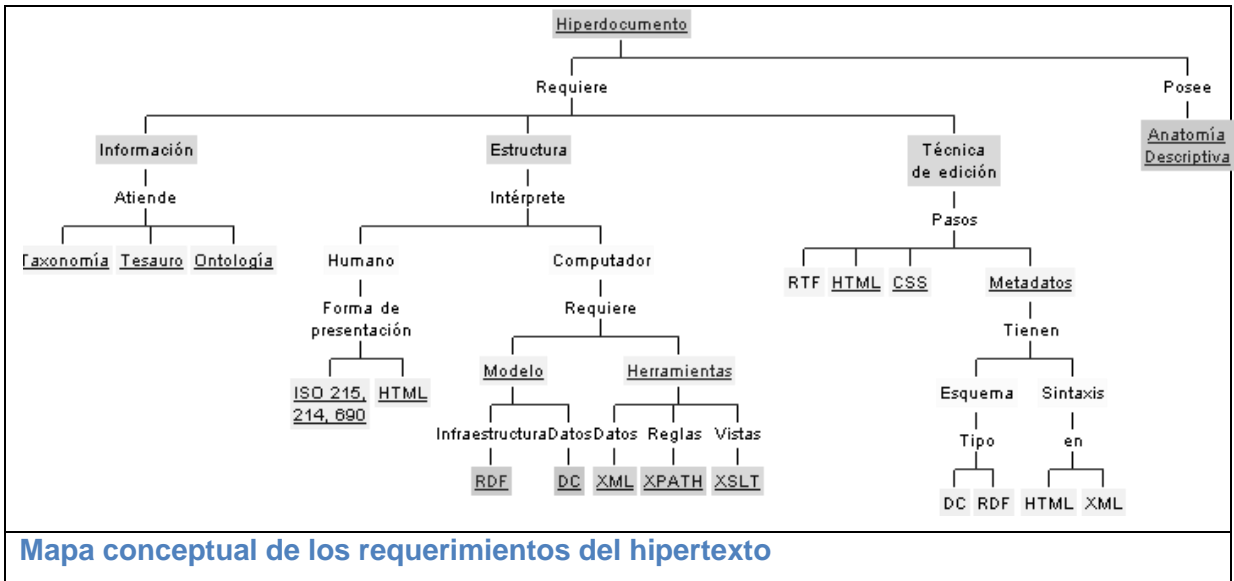 Hiperdocumento
Requiere
Posee
Información
Estructura
Técnica
de edición
Anatomía
Descriptiva
Atiende
Intérprete
Pasos
Taxonomía Tesauro Ontología
Humano
Computador
RTF HTML CSS
Metadatos
Forma de
presentación
Requiere
Tienen
ISO 215,
214, 690
HTML
Modelo
Herramientas
Esquema
Sintaxis
Infraestructura Datos Datos Reglas Vistas
Tipo
en
RDF
DC
XML
XPATH
XSLT
DC RDF
HTML XML
Mapa conceptual de los requerimientos del hipertexto